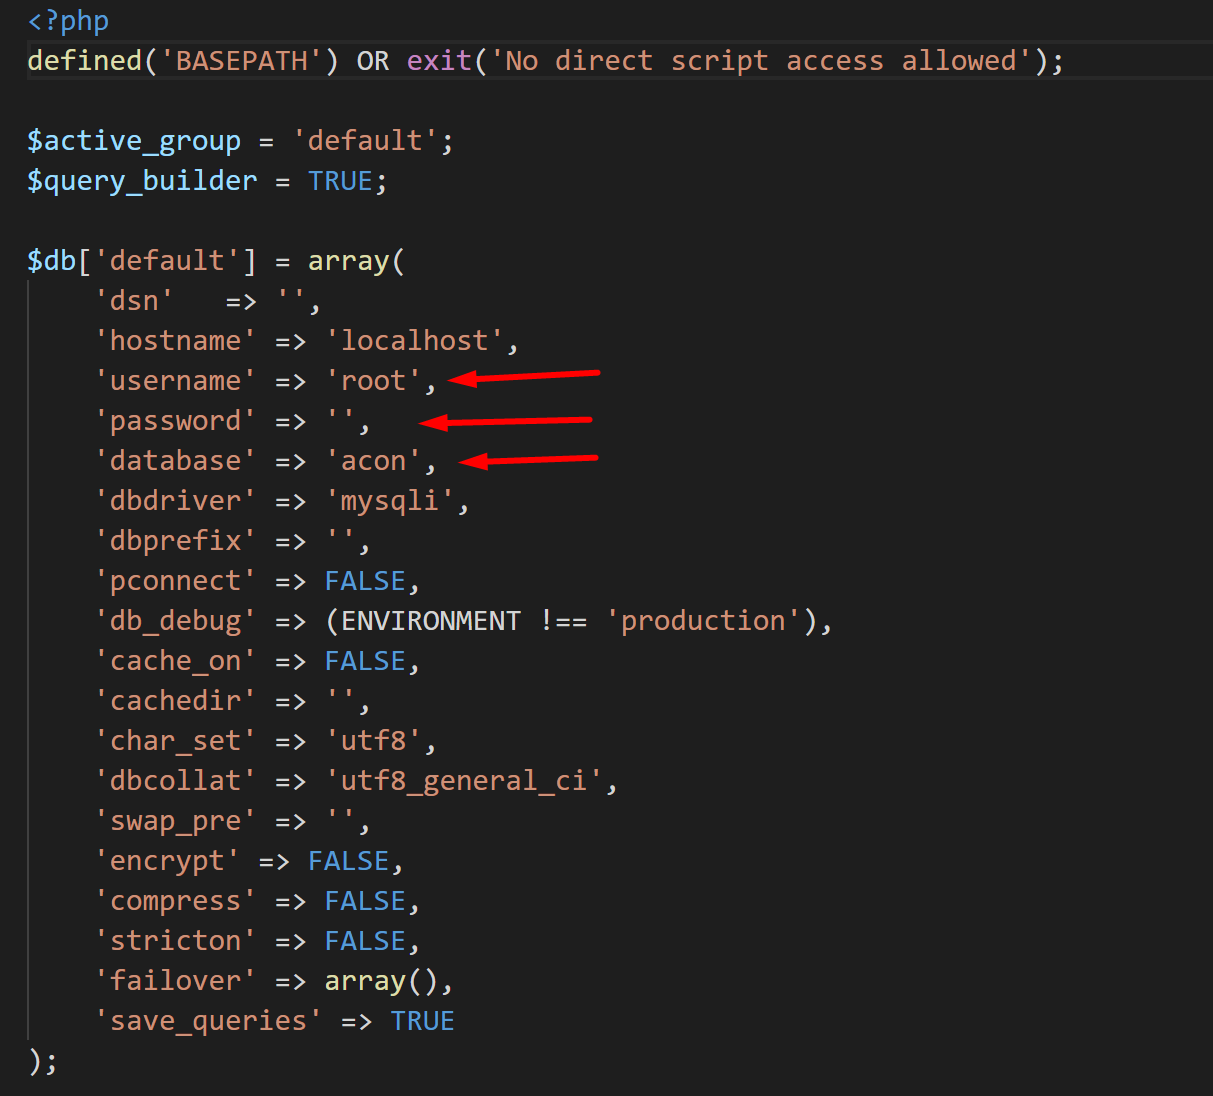 <?php
defined('BASEPATH') OR exit('No direct script access allowed');
$active_group = 'default';
$query_builder = TRUE;
$db['default'] = array(
    'dsn'   => '',
    'hostname' => 'localhost',
    'username' => 'root',
    'password' => '',
    'database' => 'acon',
    'dbdriver' => 'mysqli',
    'dbprefix' => '',
    'pconnect' => FALSE,
    'db_debug' => (ENVIRONMENT !== 'production'),
    'cache_on' => FALSE,
    'cachedir' => '',
    'char_set' => 'utf8',
    'dbcollat' => 'utf8_general_ci',
    'swap_pre' => '',
    'encrypt' => FALSE,
    'compress' => FALSE,
    'stricton' => FALSE,
    'failover' => array(),
    'save_queries' => TRUE
);